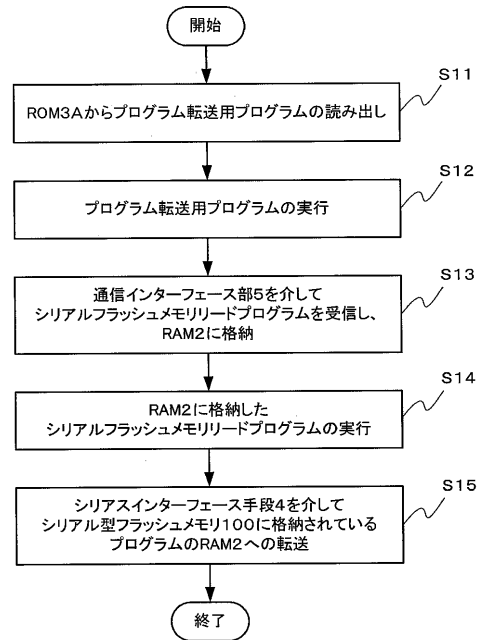 開始
S11
ROM3Aからプログラム転送用プログラムの読み出し
S12
プログラム転送用プログラムの実行
S13
通信インターフェース部5を介して
シリアルフラッシュメモリリードプログラムを受信し、
RAM2に格納
S14
RAM2に格納した
シリアルフラッシュメモリリードプログラムの実行
S15
シリアスインターフェース手段4を介して
シリアル型フラッシュメモリ100に格納されている
プログラムのRAM2への転送
終了